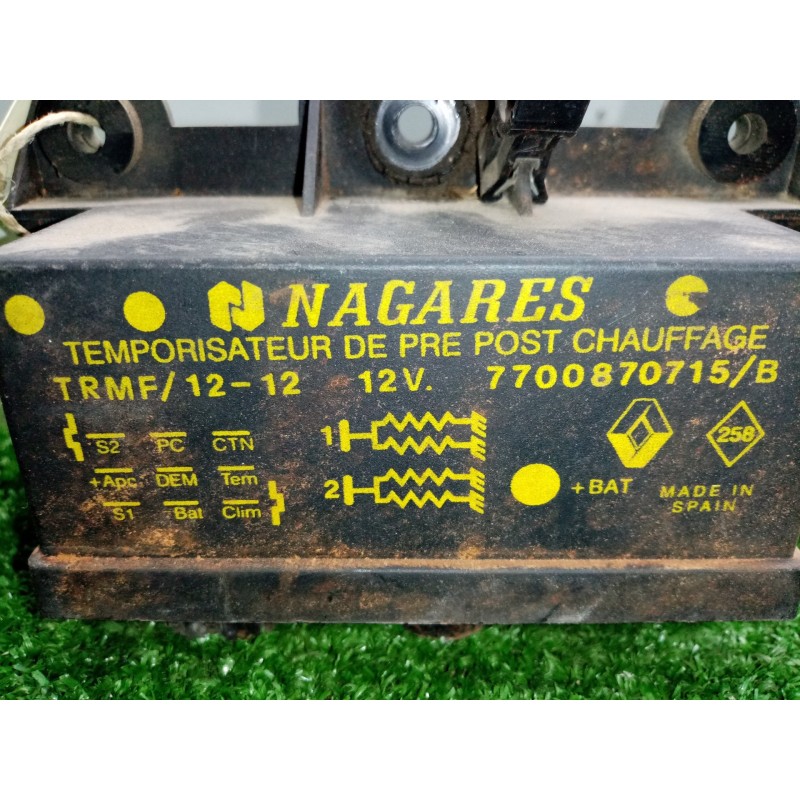 NAGARES
TEMPORISATEUR DE PRE POST CHAUFFAGE
TRMF/12-12 12V. 7700870715/B
S2 PC CTN
+Apc DEM Tem
S1 Bat Clim
1
2
+BAT
258
MADE IN
SPAIN